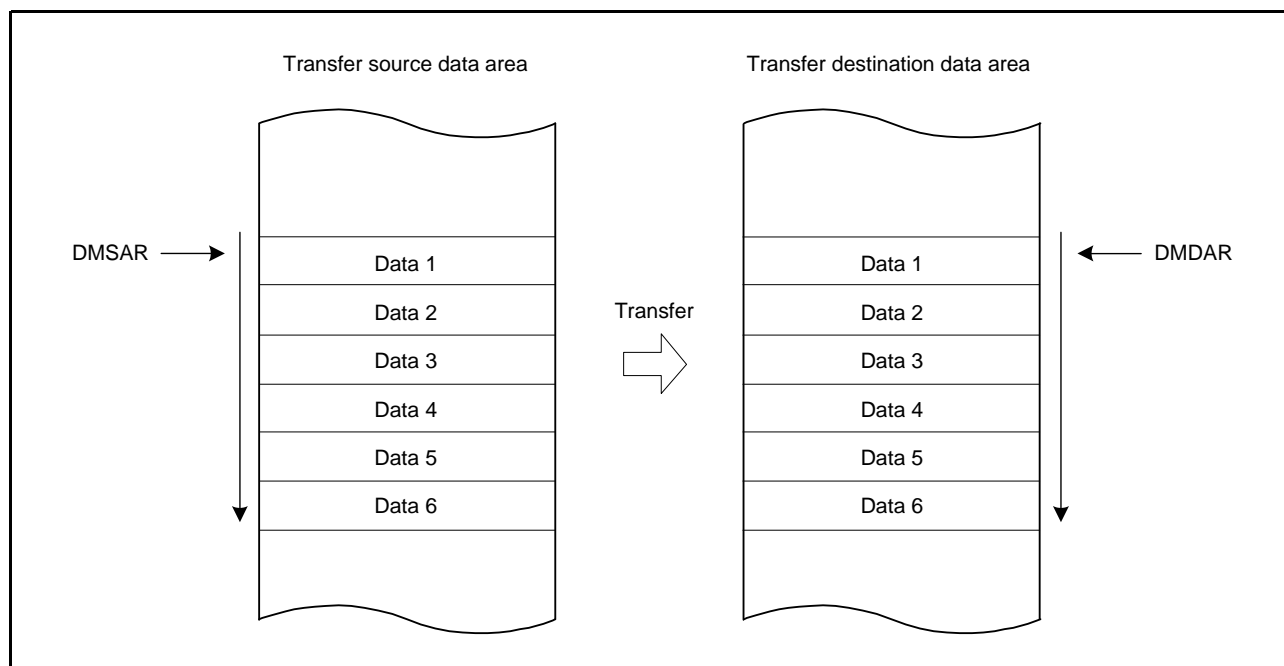 Transfer source data area
Transfer destination data area
DMSAR
Data 1
Data 2
Data 3
Data 4
Data 5
Data 6
Transfer
Data 1
Data 2
Data 3
Data 4
Data 5
Data 6
DMDAR